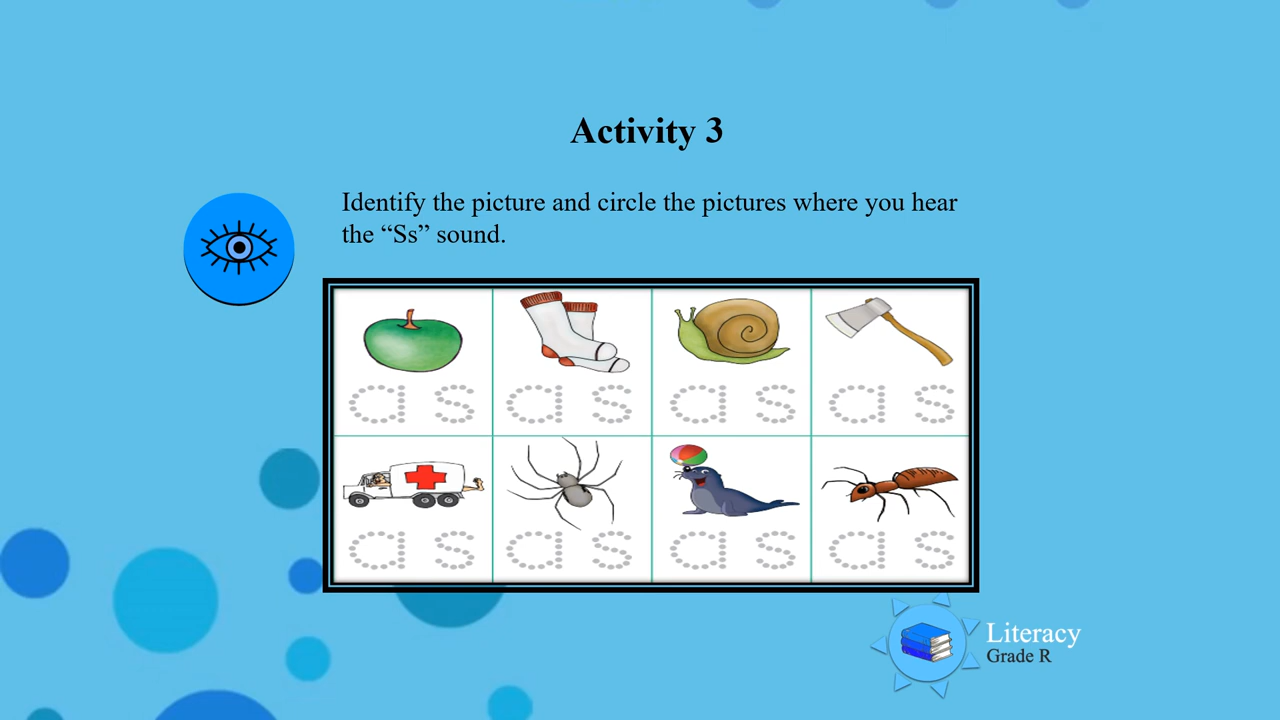 Activity 3
Identify the picture and circle the pictures where you hear
the “Ss” sound.
a s a s a s a s
a s a s a s a s
Literacy
Grade R